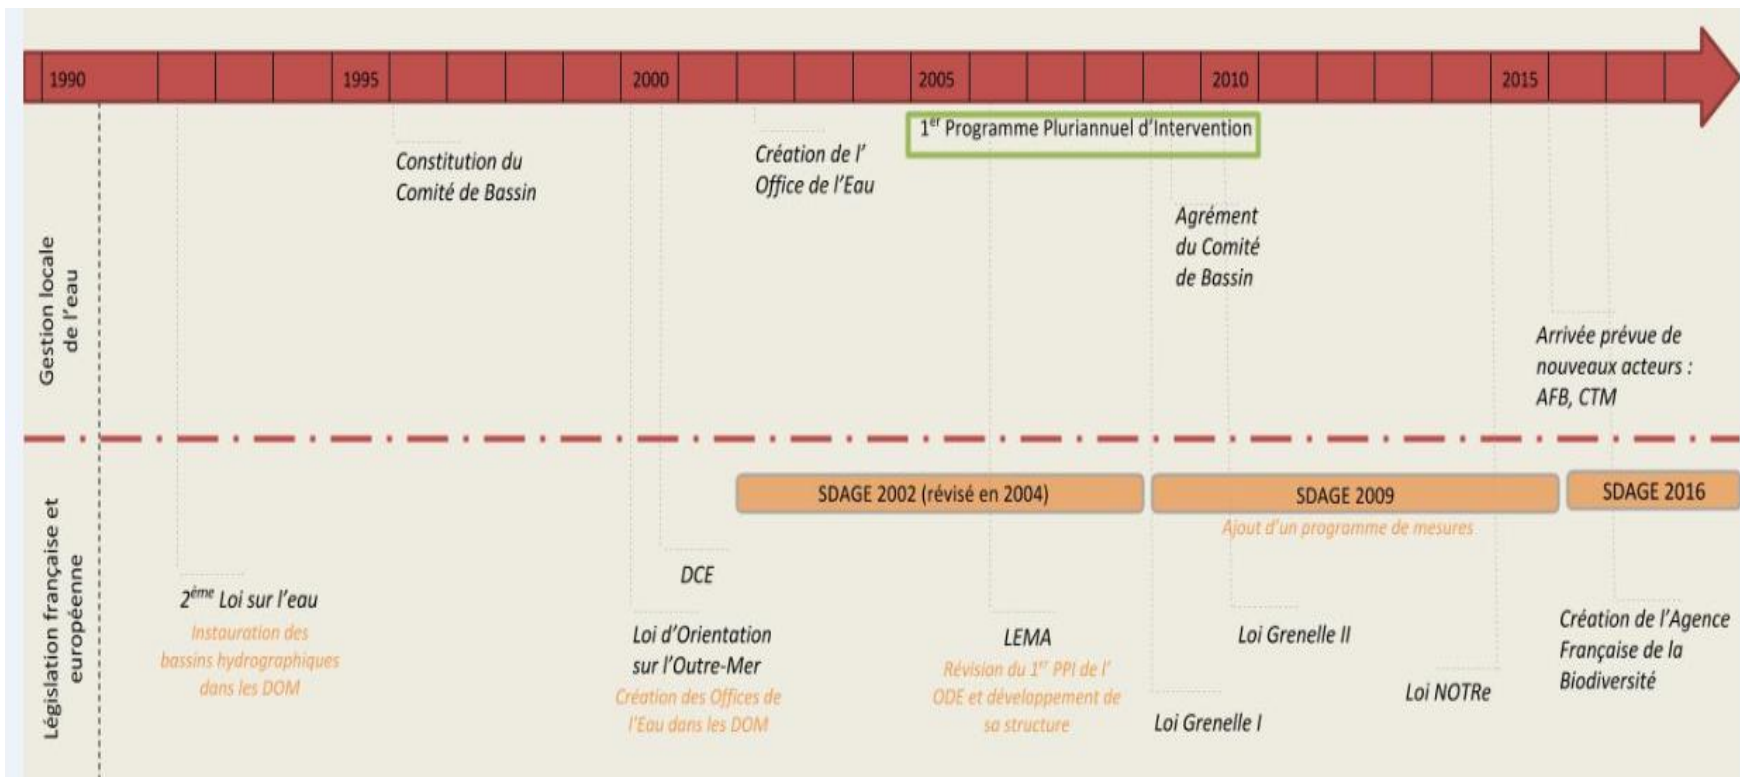 1990
1995
2000
2005
2010
2015
1er Programme Pluriannuel d'Intervention
Constitution du
Comité de Bassin
Création de l'
Office de l'Eau
Agrément
du Comité
de Bassin
Arrivée prévue de
nouveaux acteurs :
AFB, CTM
Gestion locale
de l'eau
Législation française et
européenne
SDAGE 2002 (révisé en 2004)
SDAGE 2009
SDAGE 2016
Ajout d'un programme de mesures
2ème Loi sur l'eau
Instauration des
bassins hydrographiques
dans les DOM
DCE
Loi d'Orientation
sur l'Outre-Mer
Création des Offices de
l'Eau dans les DOM
LEMA
Révision du 1er PPI de l'
ODE et développement de
sa structure
Loi Grenelle I
Loi Grenelle II
Loi NOTRe
Création de l'Agence
Française de la
Biodiversité